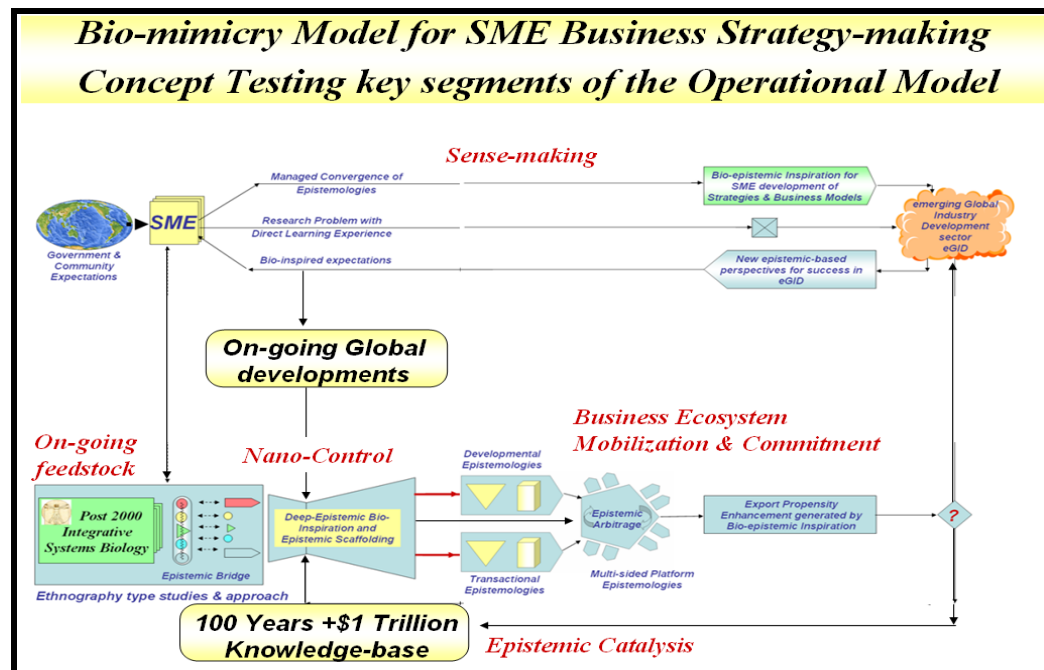 Bio-mimicry Model for SME Business Strategy-making
Concept Testing key segments of the Operational Model
Sense-making
Managed Convergence of
Epistemologies
Bio-epistemic Inspiration for
SME development of
Strategies & Business Models
SME
Research Problem with
Direct Learning Experience
emerging Global
Industry
Development
sector
eGID
Government &
Community
Expectations
Bio-inspired expectations
New epistemic-based
perspectives for success in
eGID
On-going Global
developments
On-going
feedstock
Nano-Control
Business Ecosystem
Mobilization & Commitment
Developmental
Epistemologies
Post 2000
Integrative
Systems Biology
Epistemic Bridge
Ethnography type studies & approach
Deep-Epistemic Bio-
Inspiration and
Epistemic Scaffolding
Transactional
Epistemologies
Epistemic
Arbitrage
Multi-sided Platform
Epistemologies
Export Propensity
Enhancement generated by
Bio-epistemic Inspiration
?
100 Years +$1 Trillion
Knowledge-base
Epistemic Catalysis